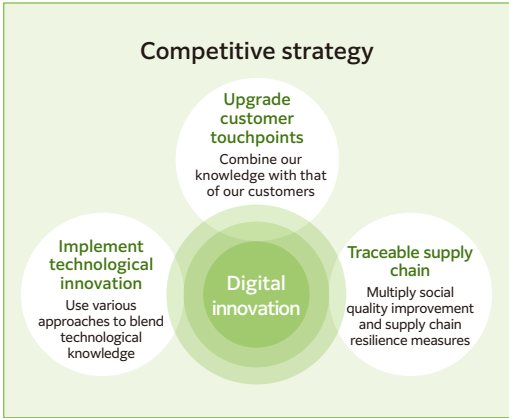 Competitive strategy
Upgrade
customer
touchpoints
Combine our
knowledge with that
of our customers
Implement
technological
innovation
Use various
approaches to blend
technological
knowledge
Digital
innovation
Traceable supply
chain
Multiply social
quality improvement
and supply chain
resilience measures